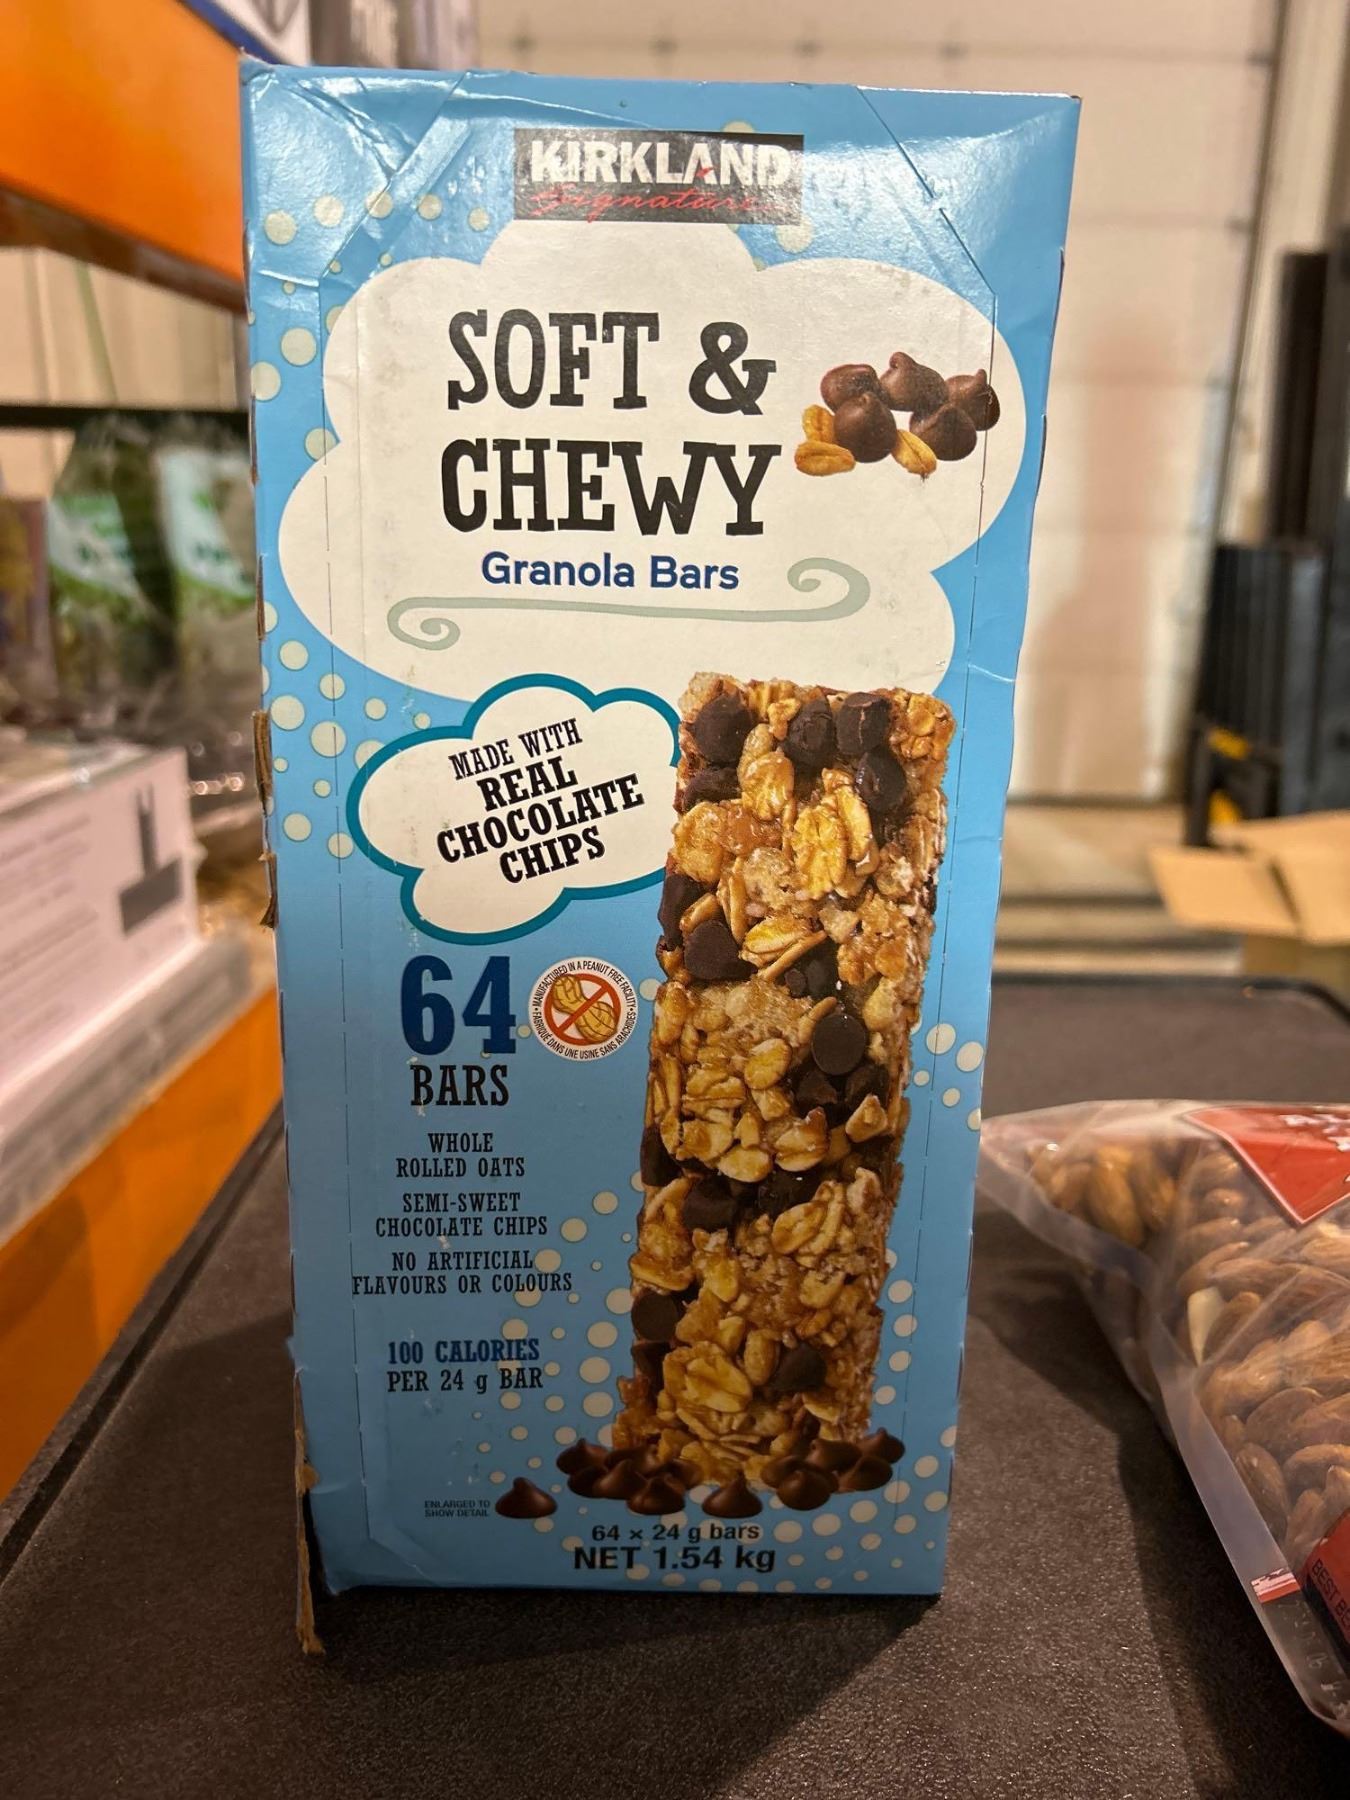 KIRKLAND
Signature
SOFT &
CHEWY
Granola Bars
MADE WITH
REAL
CHOCOLATE
CHIPS
64
BARS
MANUFACTURED IN A PEANUT FREE FACILITY
FABRIQUÉ DANS UNE USINE SANS ARACHIDES
WHOLE
ROLLED OATS
SEMI-SWEET
CHOCOLATE CHIPS
NO ARTIFICIAL
FLAVOURS OR COLOURS
100 CALORIES
PER 24 g BAR
ENLARGED TO
SHOW DETAIL
64 × 24 g bars
NET 1.54 kg